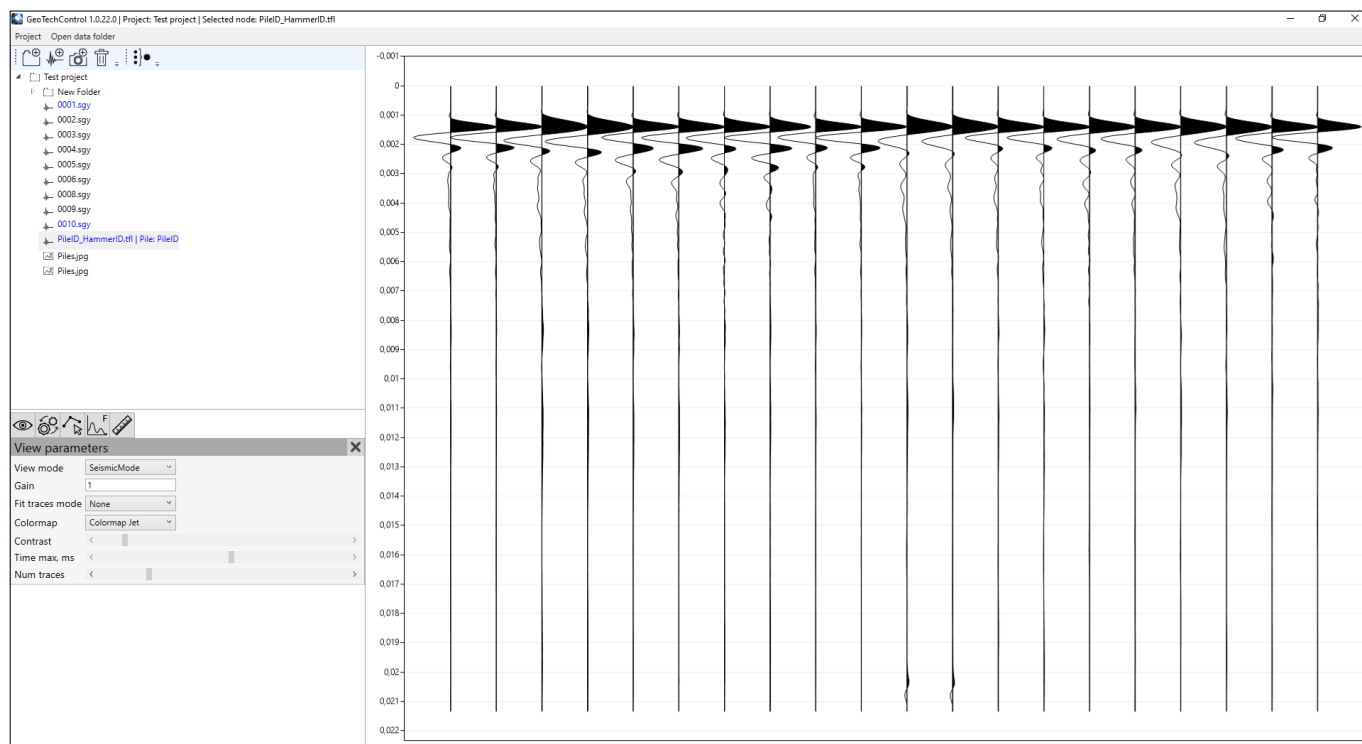 GeoTechControl 1.0.22.0 | Project: Test project | Selected node: PileID_HammerID.tfl
Project Open data folder
Test project
New Folder
0001.sgy
0002.sgy
0003.sgy
0004.sgy
0005.sgy
0006.sgy
0008.sgy
0009.sgy
0010.sgy
PileID_HammerID.tfl | Pile: PileID
Piles.jpg
Piles.jpg
F
View parameters
View mode SeismicMode
Gain 1
Fit traces mode None
Colormap Colormap Jet
Contrast
Time max, ms
Num traces
-0,001
0
0,001
0,002
0,003
0,004
0,005
0,006
0,007
0,008
0,009
0,01
0,011
0,012
0,013
0,014
0,015
0,016
0,017
0,018
0,019
0,02
0,021
0,022